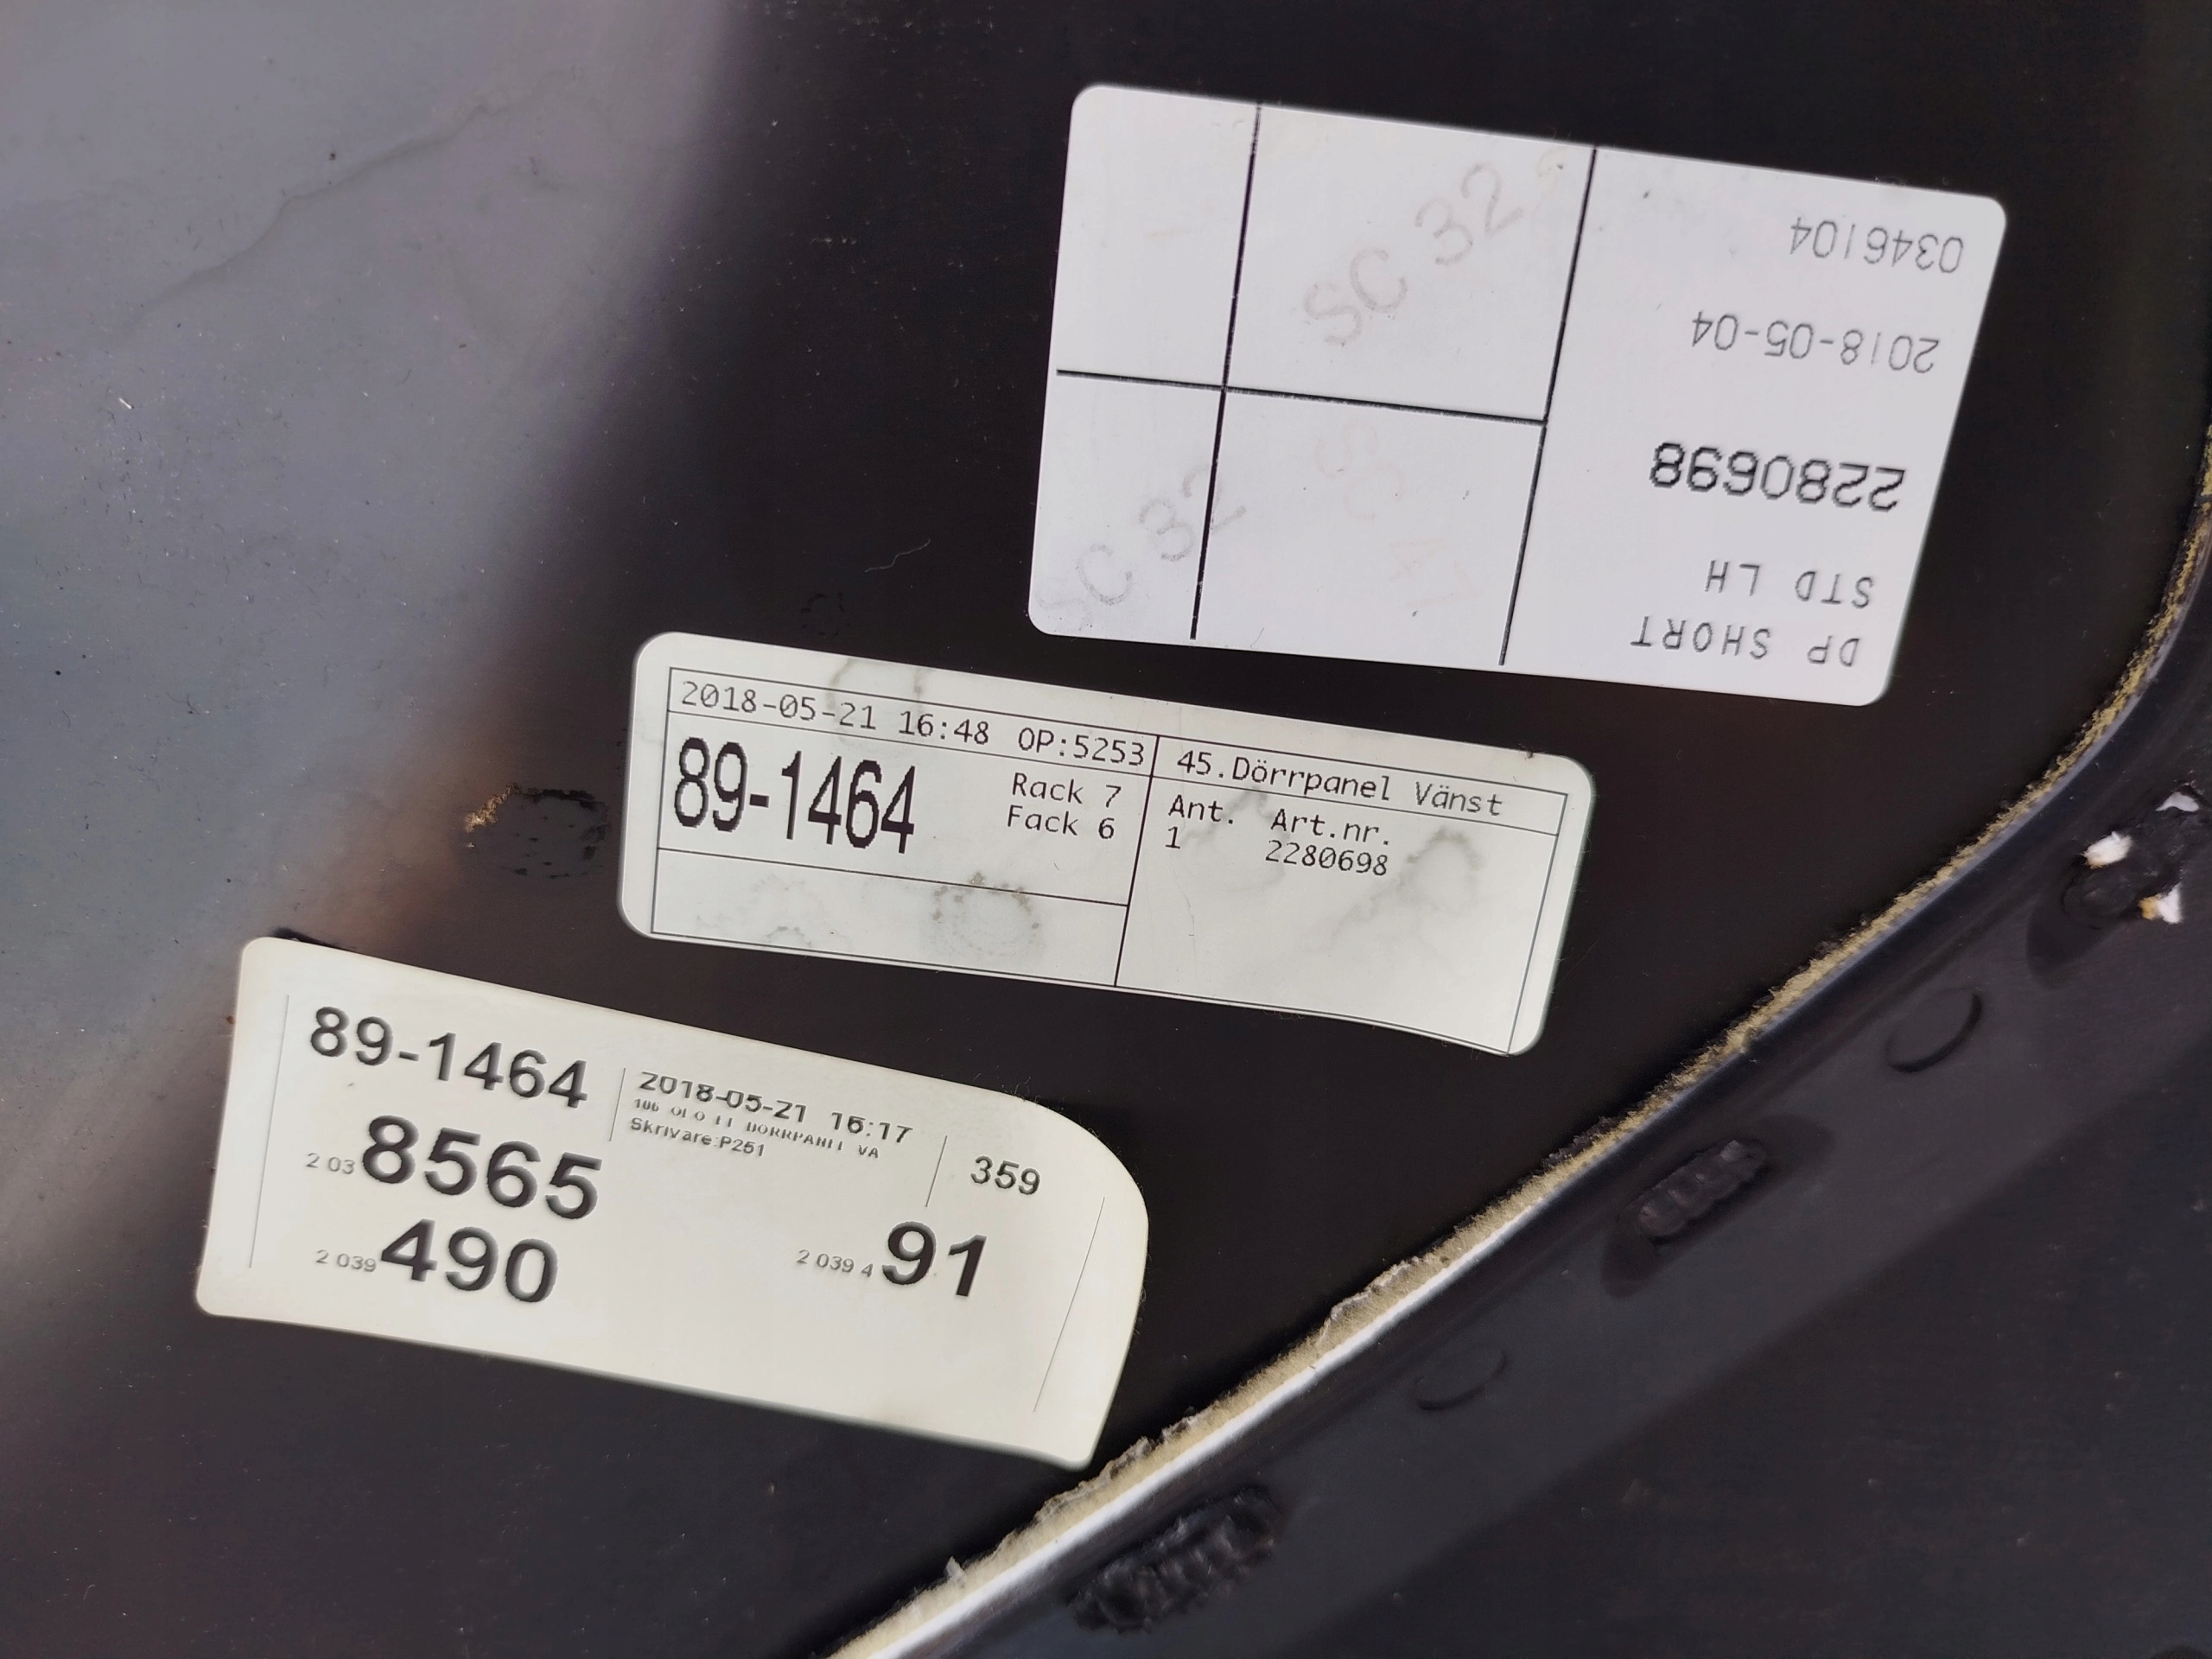 DP SHORT
STD LH
2280698
2018-05-04
0346104
SC 32
SC 32
2018-05-21 16:48 OP:5253
89-1464
Rack 7
Fack 6
45.Dörrpanel Vänst
Ant. Art.nr.
1 2280698
89-1464
2018-05-21 16:17
DÖRRPANEL VÄ
Skrivare:P251
359
2 03 8565
2 039 490
2 039 4 91